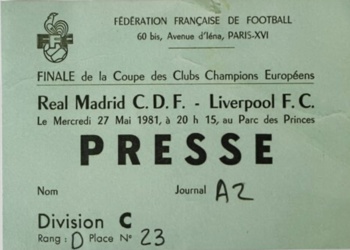 FFF
FÉDÉRATION FRANÇAISE DE FOOTBALL
60 bis, Avenue d'Iéna, PARIS-XVI
FINALE de la Coupe des Clubs Champions Européens
Real Madrid C. D. F. - Liverpool F. C.
Le Mercredi 27 Mai 1981, à 20 h 15, au Parc des Princes
PRESSE
Nom Journal AZ
Division C
Rang : D Place N° 23